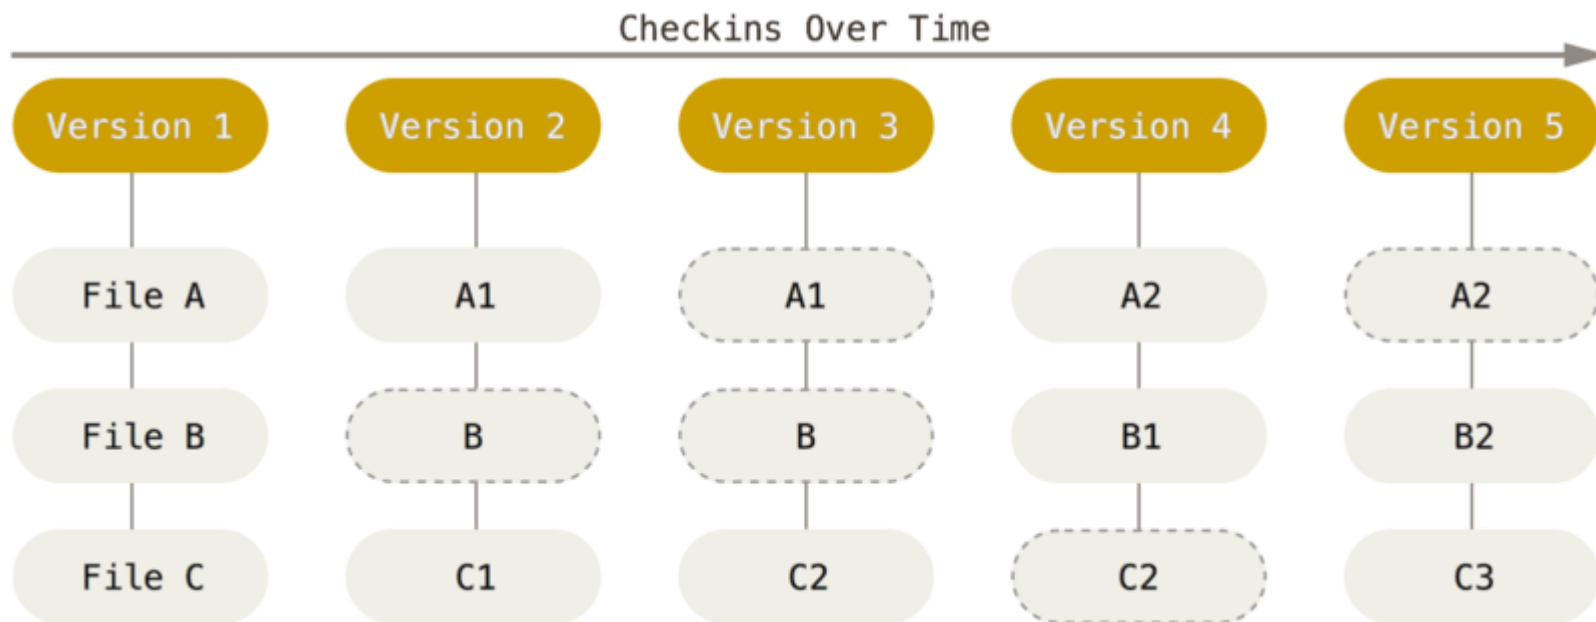 Checkins Over Time
Version 1 Version 2 Version 3 Version 4 Version 5
File A A1 A1 A2 A2
File B B B B1 B2
File C C1 C2 C2 C3